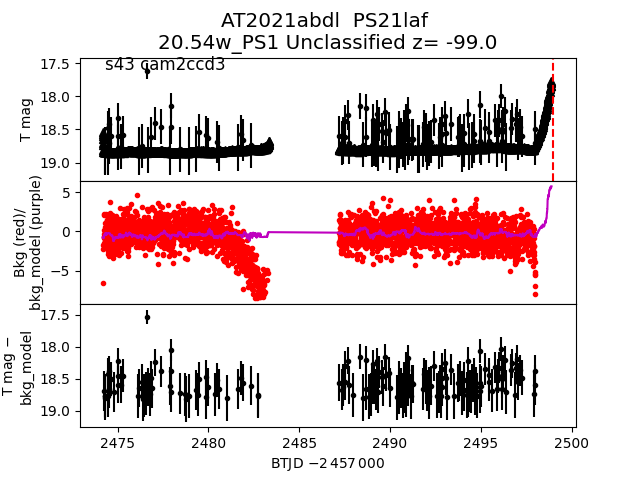 AT2021abdl  PS21laf
20.54w_PS1 Unclassified z= -99.0
s43 cam2ccd3
T mag
17.5
18.0
18.5
19.0
Bkg (red)/
bkg_model (purple)
5
0
−5
T mag −
bkg_model
17.5
18.0
18.5
19.0
2475 2480 2485 2490 2495 2500
BTJD −2 457 000